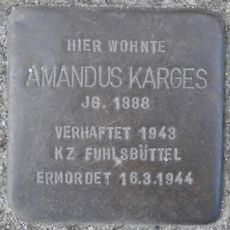 HIER WOHNTE
AMANDUS KARGES
JG. 1888
VERHAFTET 1943
KZ FUHLSBÜTTEL
ERMORDET 16.3.1944